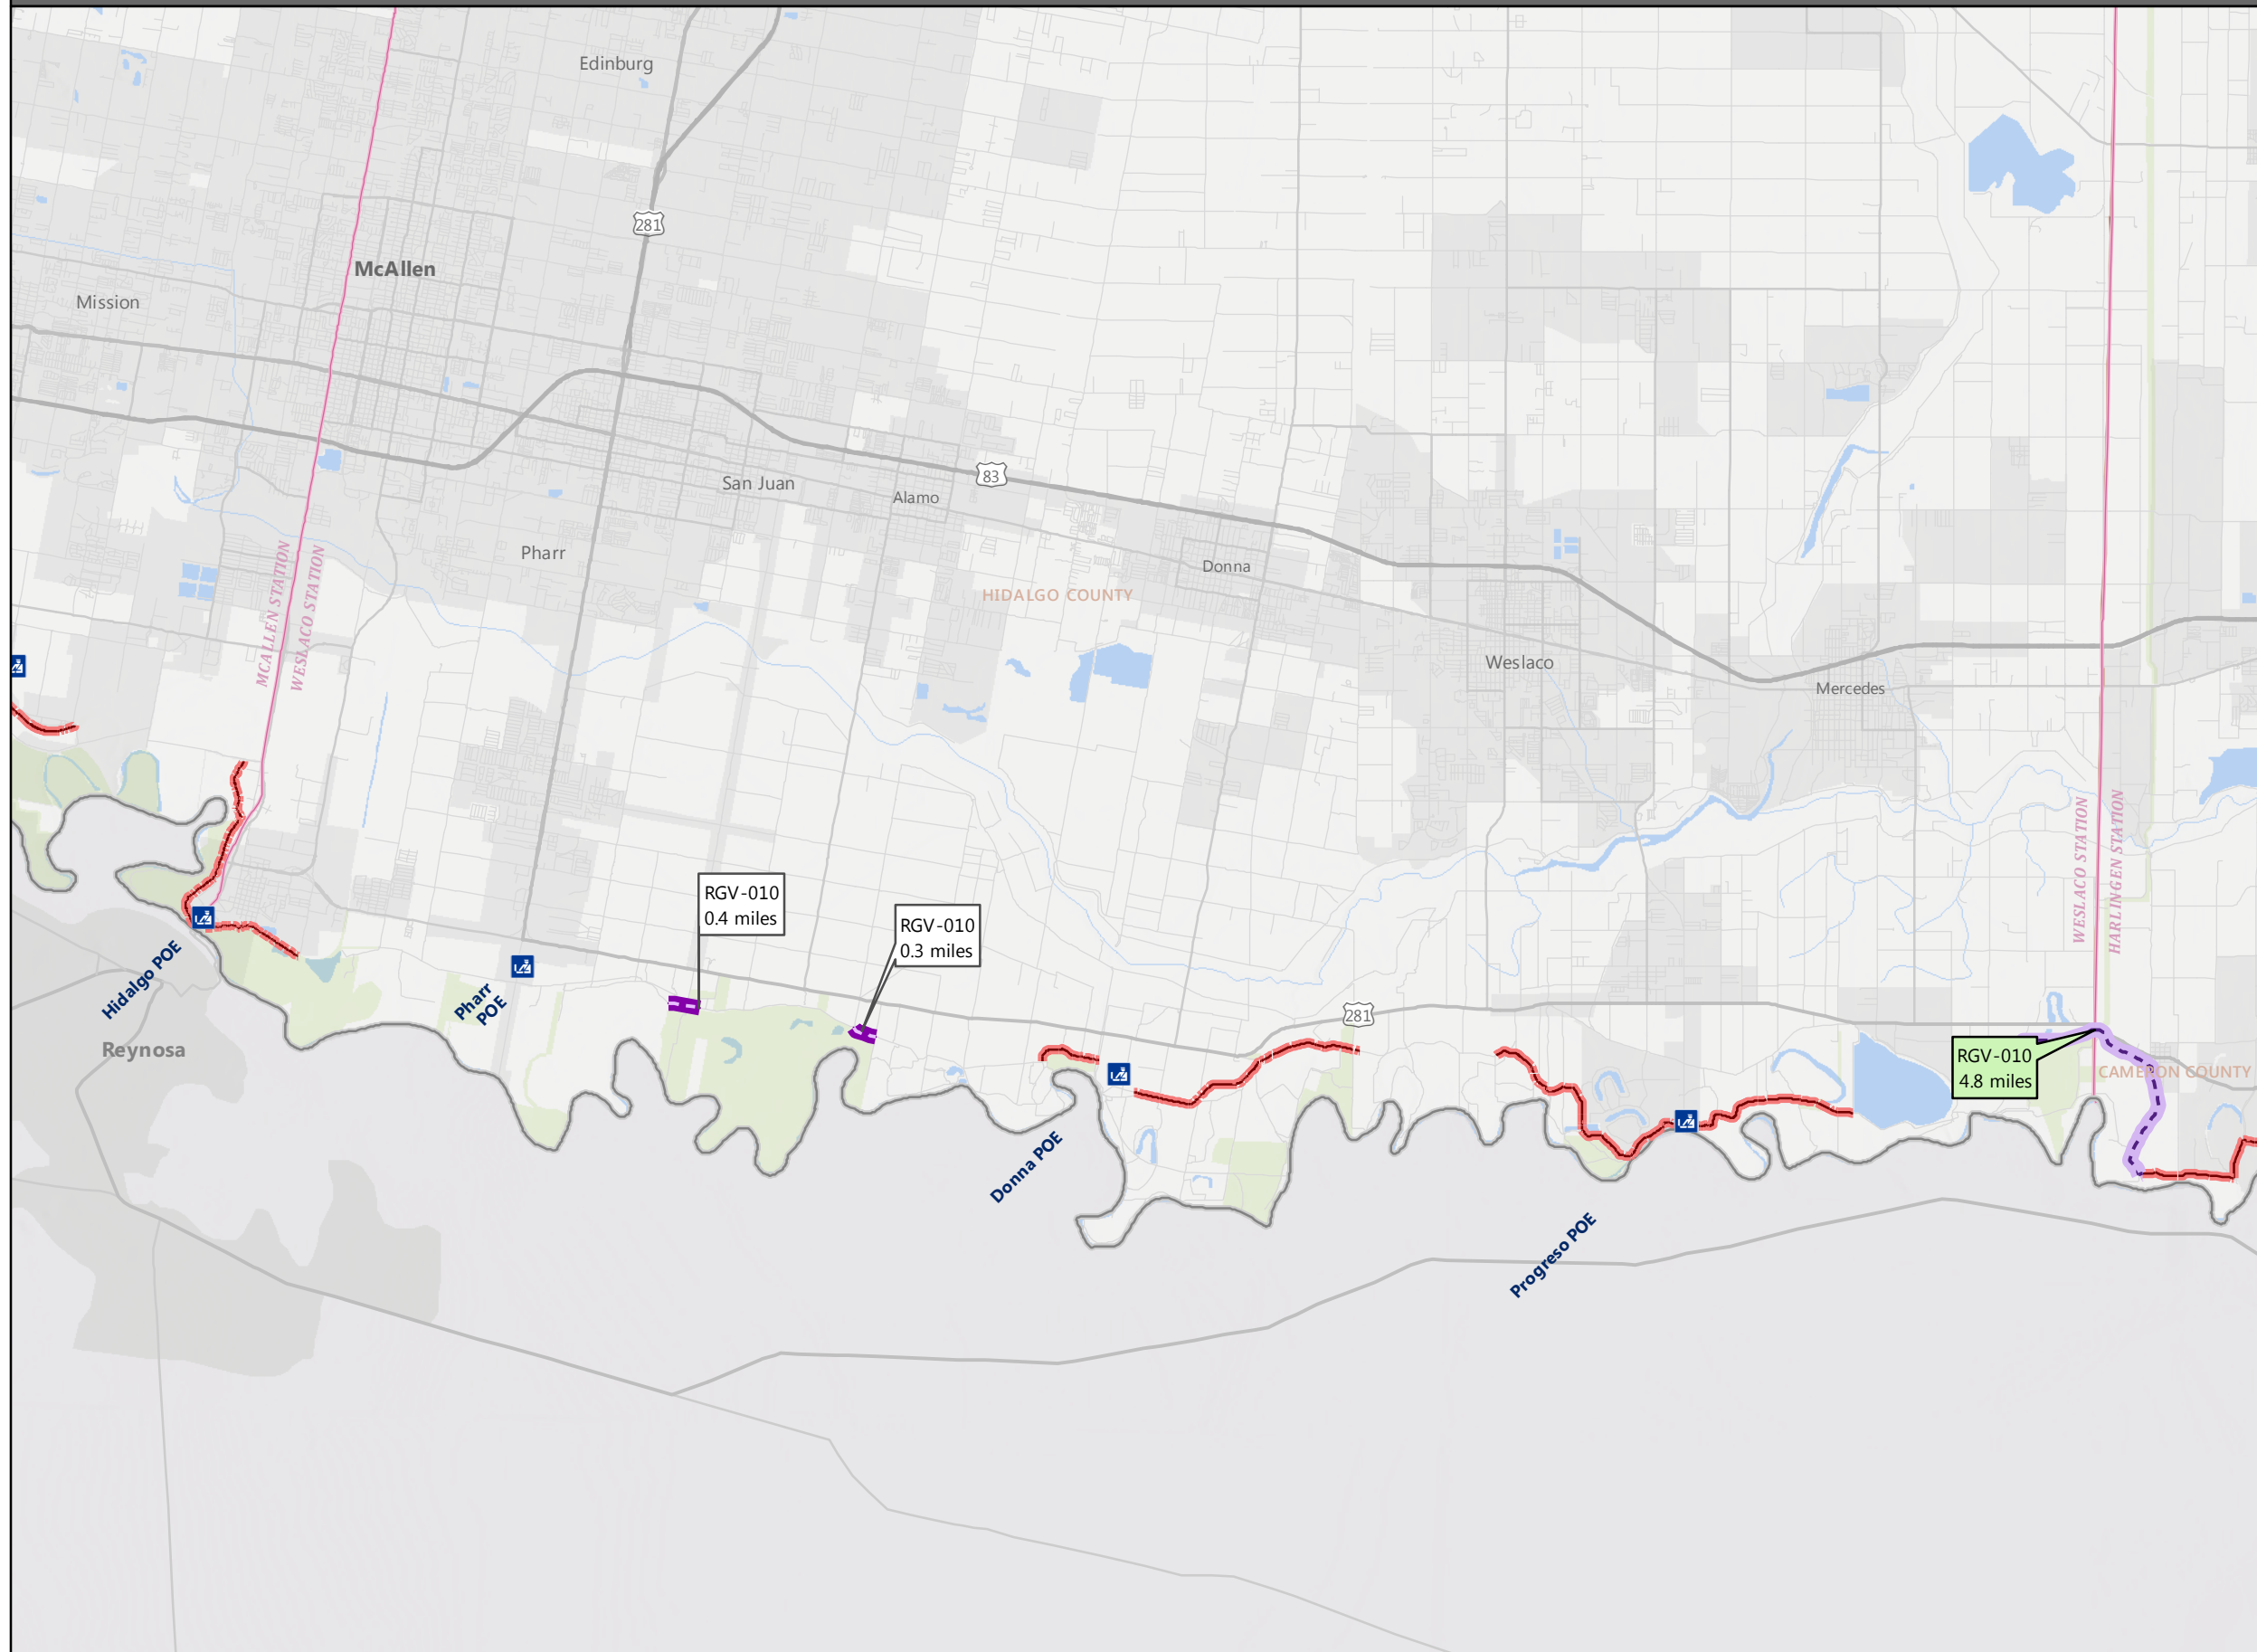 Edinburg
281
McAllen
Mission
San Juan
83
Alamo
Pharr
Donna
HIDALGO COUNTY
MCALLEN STATION
WESLACO STATION
Weslaco
Mercedes
WESLACO STATION
HARLINGEN STATION
RGV-010
0.4 miles
RGV-010
0.3 miles
Hidalgo POE
Pharr
POE
281
Reynosa
RGV-010
4.8 miles
CAMERON COUNTY
Donna POE
Progreso POE